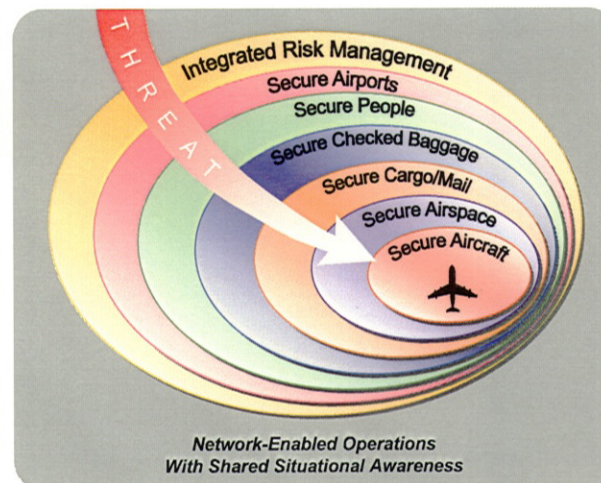 THREAT
Integrated Risk Management
Secure Airports
Secure People
Secure Checked Baggage
Secure Cargo/Mail
Secure Airspace
Secure Aircraft
Network-Enabled Operations
With Shared Situational Awareness